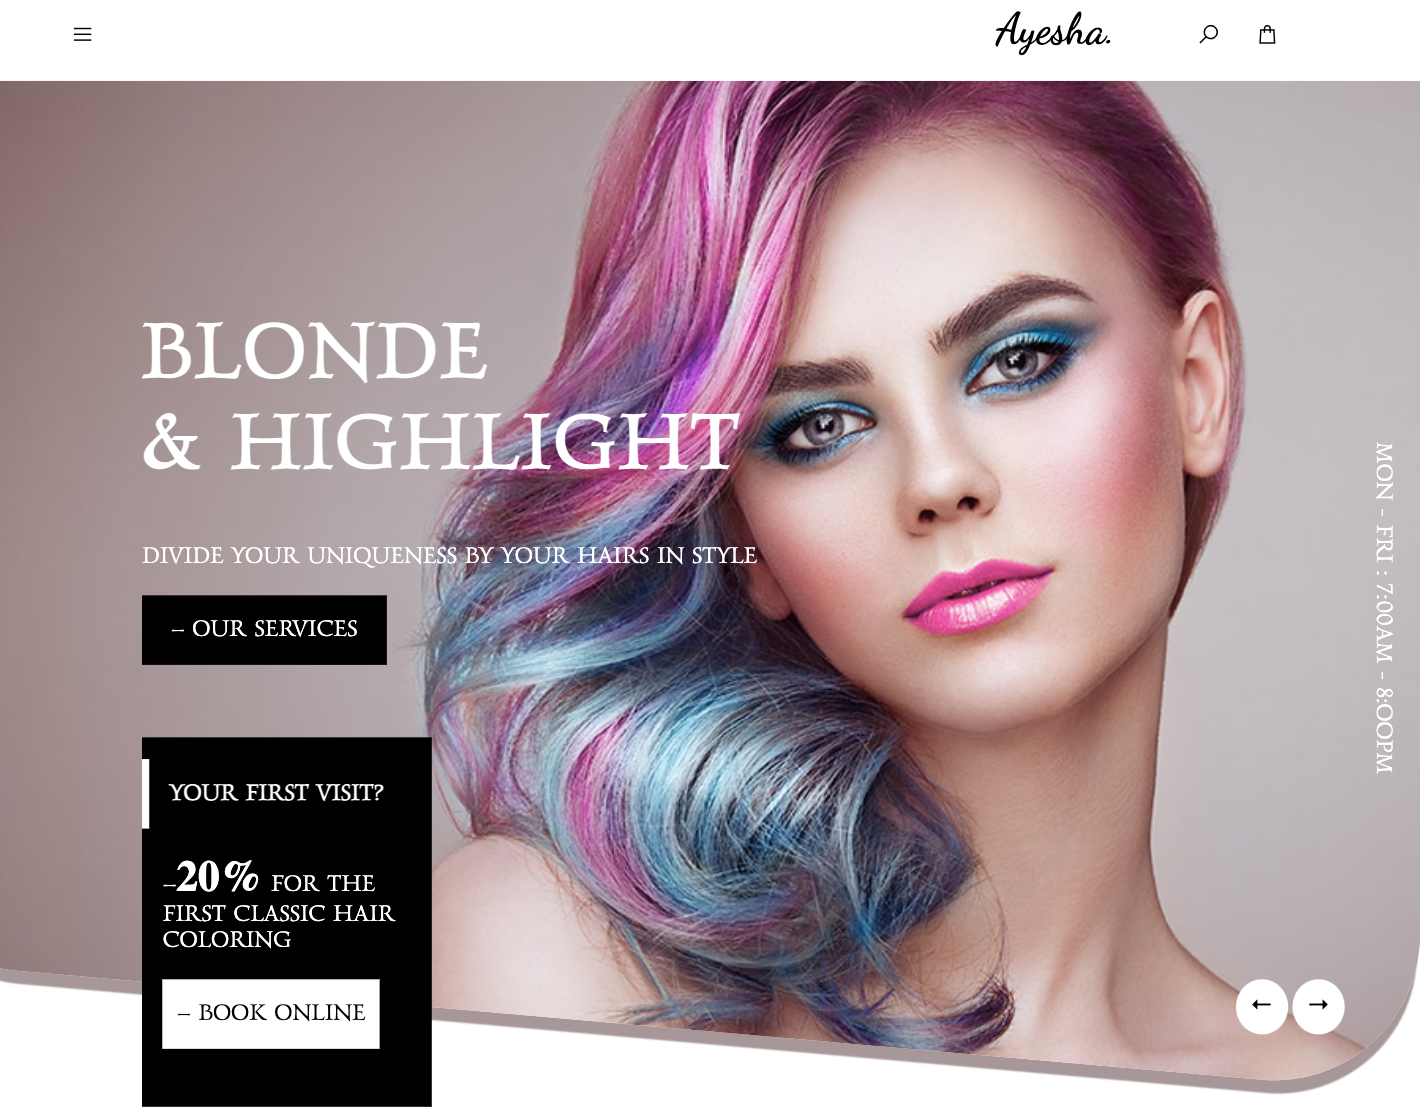 Ayesha.
BLONDE
& HIGHLIGHT
DIVIDE YOUR UNIQUENESS BY YOUR HAIRS IN STYLE
– OUR SERVICES
MON - FRI : 7:00AM - 8:OOPM
YOUR FIRST VISIT?
–20% FOR THE
FIRST CLASSIC HAIR
COLORING
– BOOK ONLINE